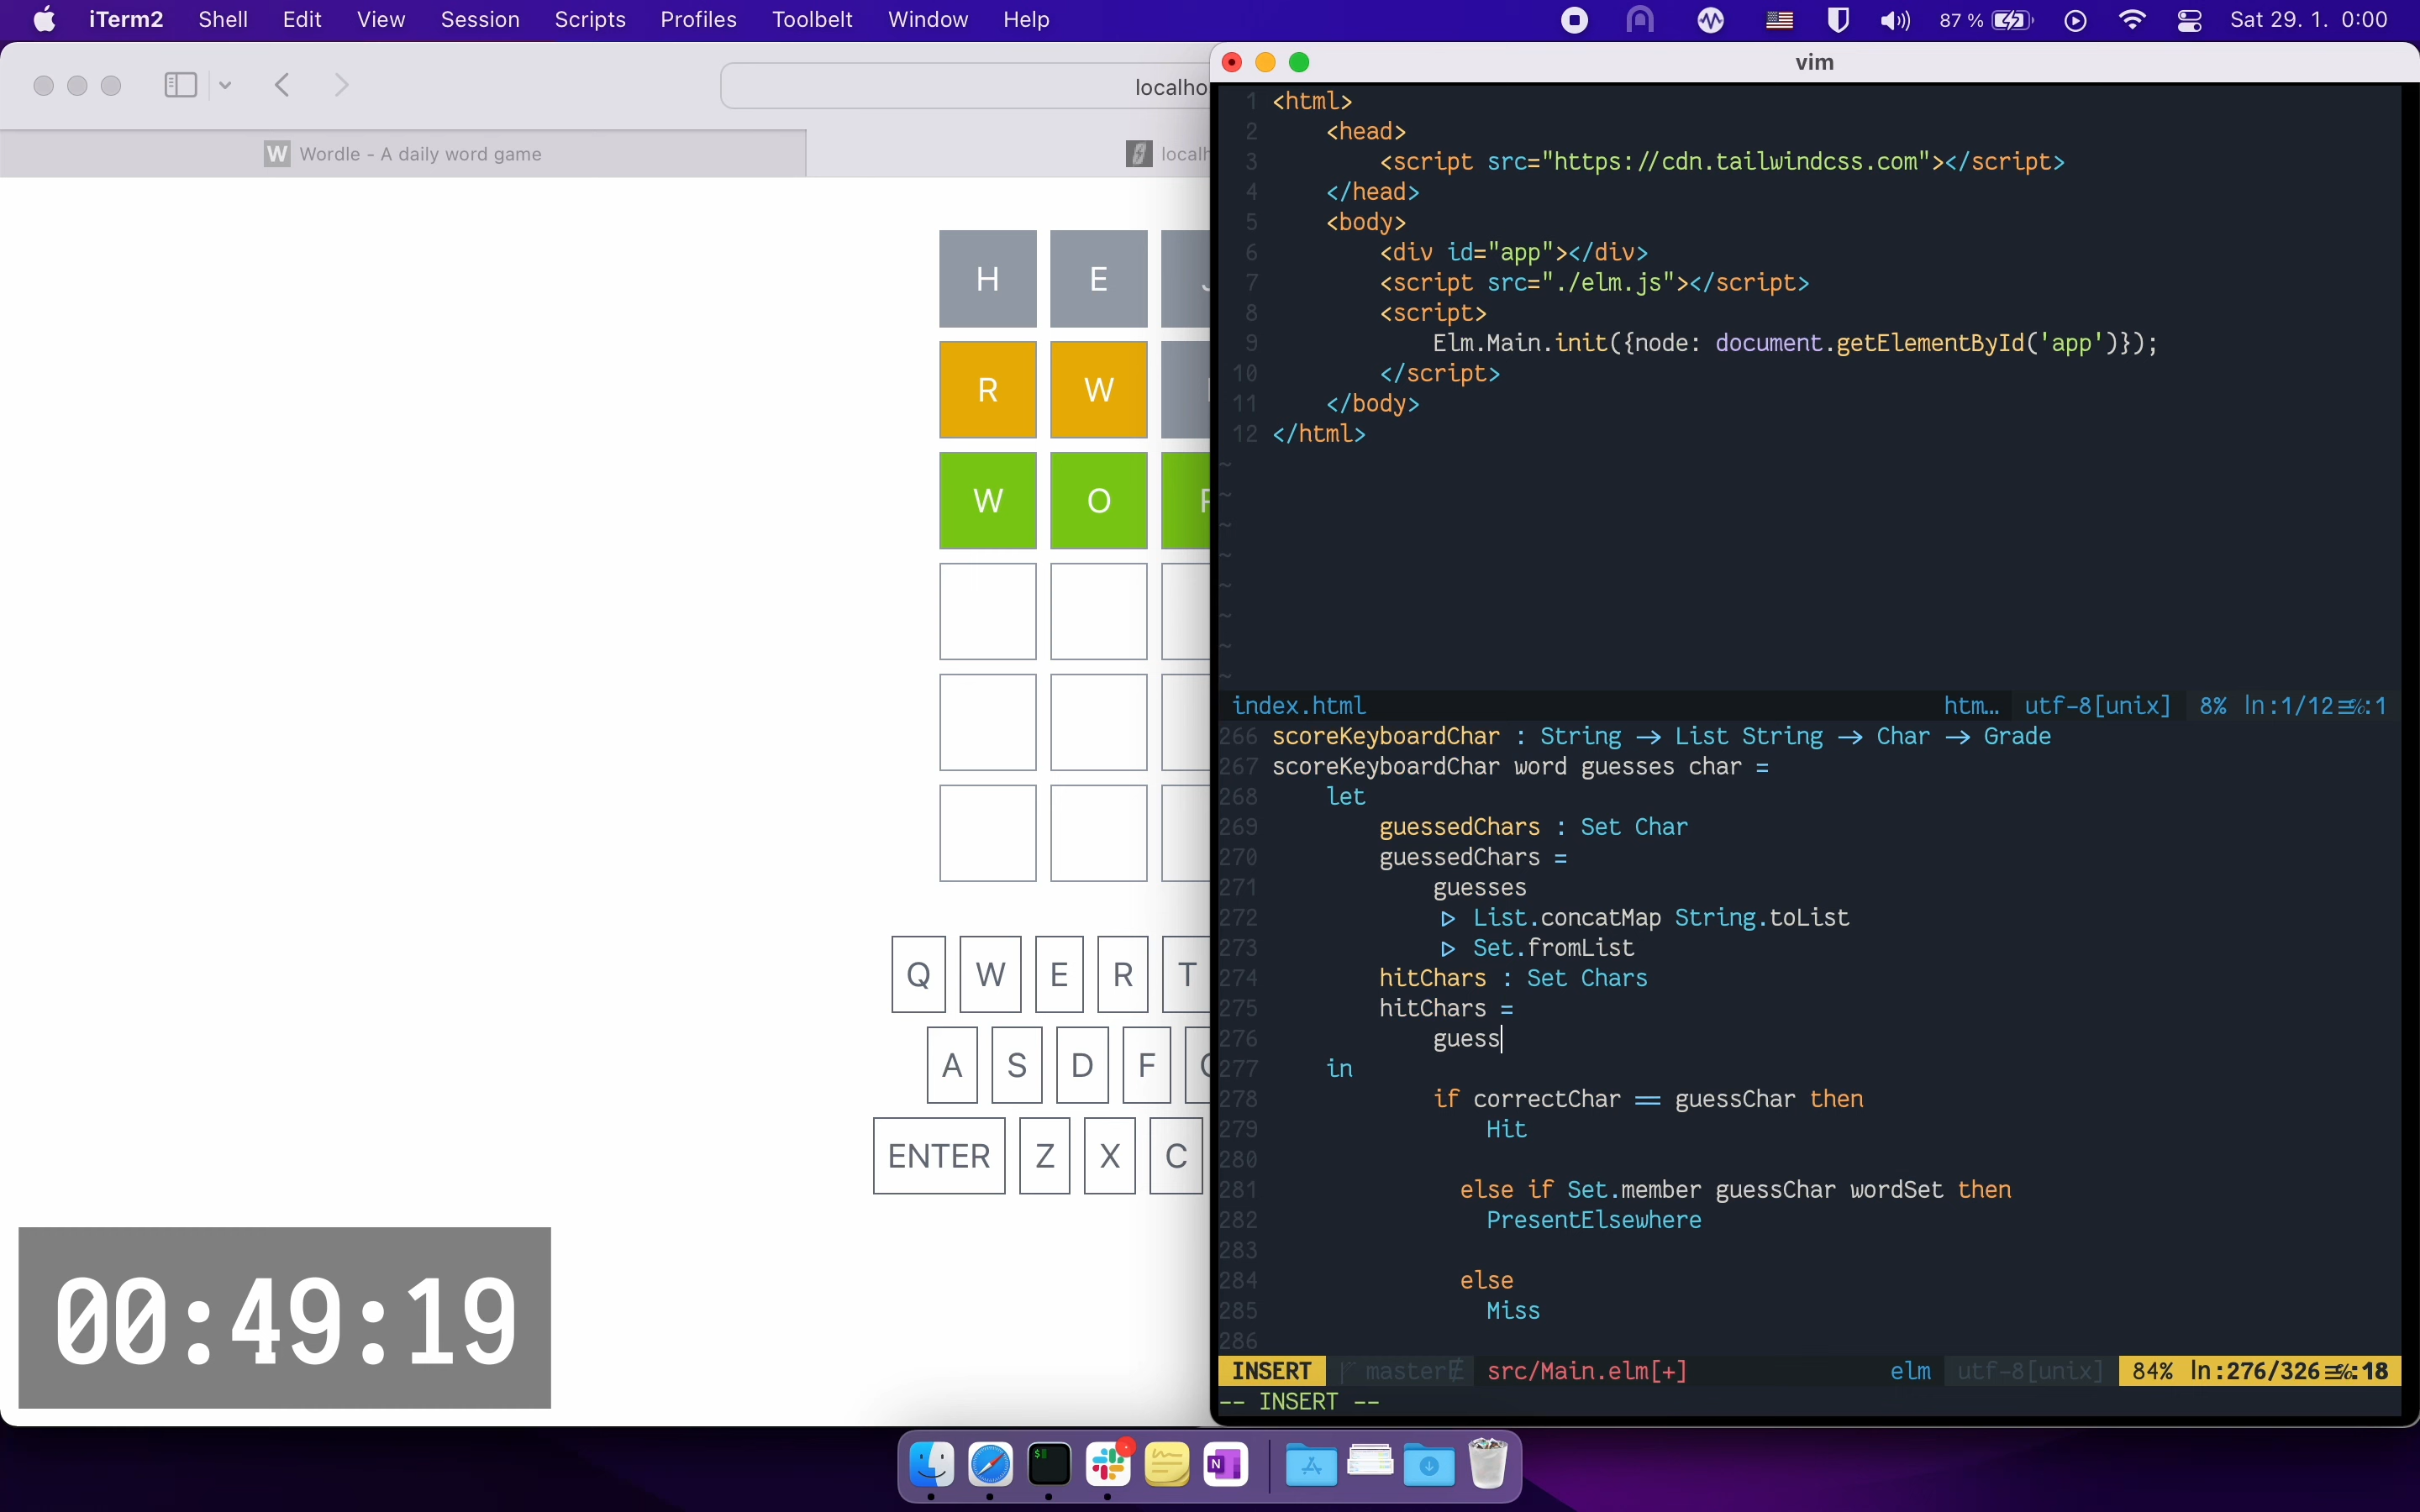 iTerm2 Shell Edit View Session Scripts Profiles Toolbelt Window Help 87 % Sat 29. 1. 0:00
localho
W Wordle - A daily word game
localh
H E J
R W
W O
Q W E R T
A S D F
ENTER Z X C
00:49:19
vim
1 <html>
2 <head>
3 <script src="https://cdn.tailwindcss.com"></script>
4 </head>
5 <body>
6 <div id="app"></div>
7 <script src="./elm.js"></script>
8 <script>
9 Elm.Main.init({node: document.getElementById('app')});
10 </script>
11 </body>
12 </html>
~
~
~
~
~
~
~
~
index.html htm… utf-8[unix] 8% ln:1/12≡℅:1
266 scoreKeyboardChar : String → List String → Char → Grade
267 scoreKeyboardChar word guesses char =
268 let
269 guessedChars : Set Char
270 guessedChars =
271 guesses
272 ▷ List.concatMap String.toList
273 ▷ Set.fromList
274 hitChars : Set Chars
275 hitChars =
276 guess
277 in
278 if correctChar == guessChar then
279 Hit
280
281 else if Set.member guessChar wordSet then
282 PresentElsewhere
283
284 else
285 Miss
286
INSERT master src/Main.elm[+] elm utf-8[unix] 84% ln:276/326≡℅:18
-- INSERT --